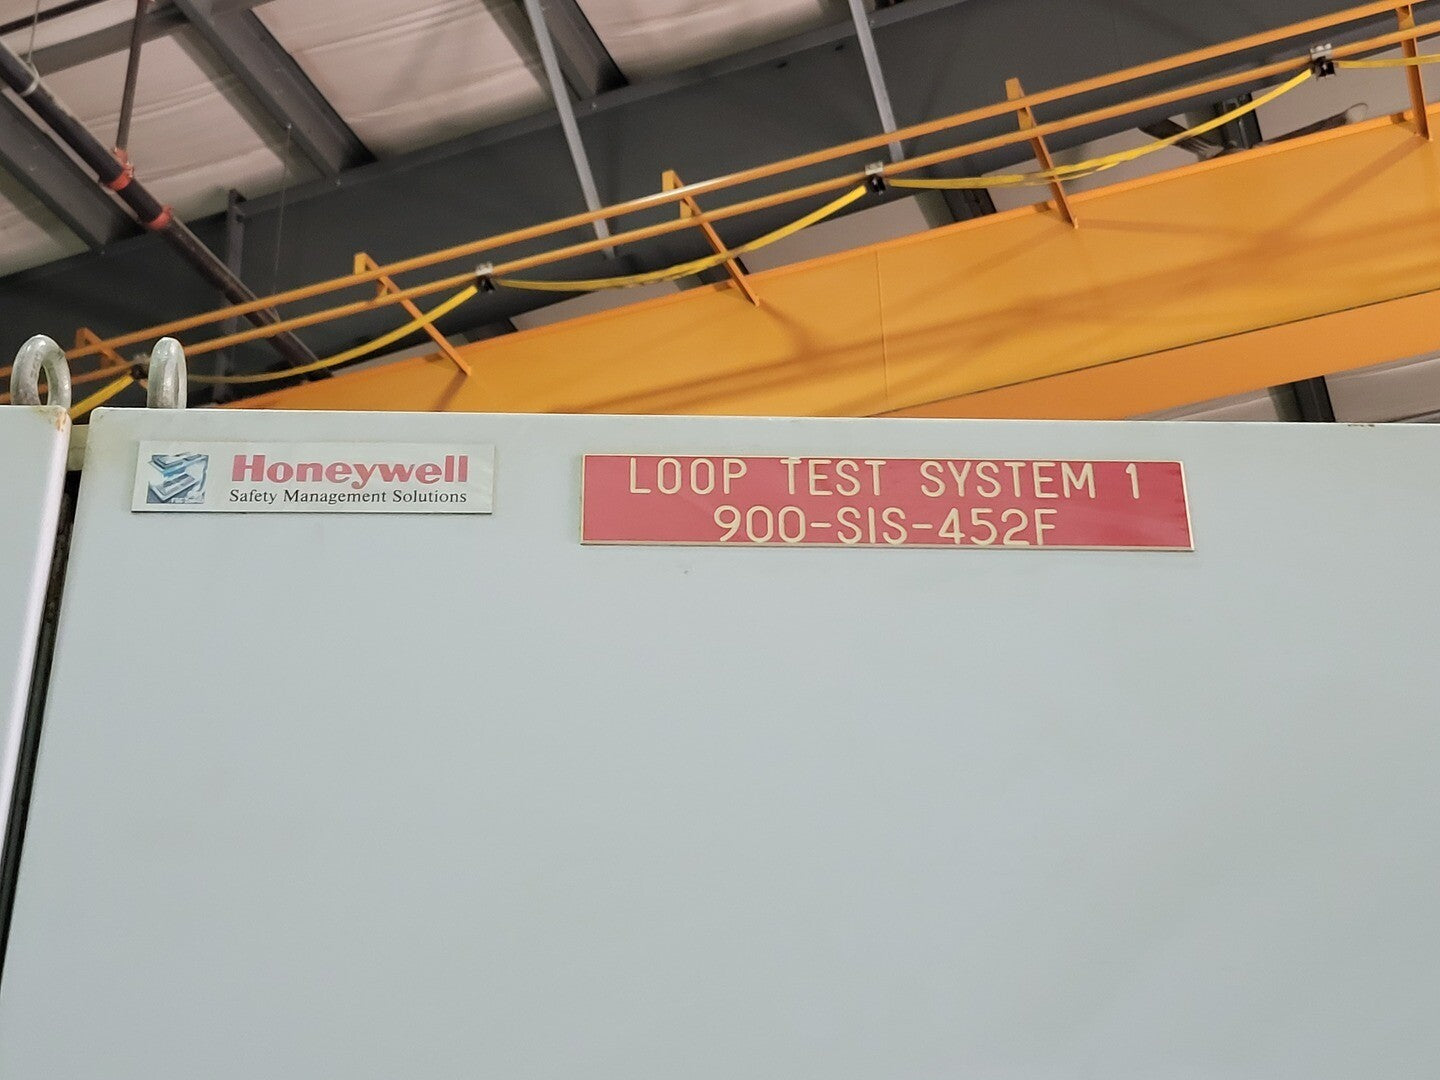 Honeywell
Safety Management Solutions
LOOP TEST SYSTEM 1
900-SIS-452F